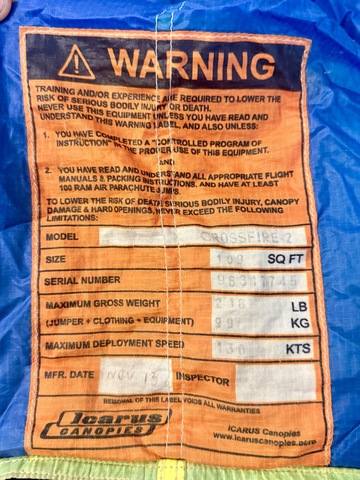 WARNING
TRAINING AND/OR EXPERIENCE ARE REQUIRED TO LOWER THE
RISK OF SERIOUS BODILY INJURY OR DEATH.
NEVER USE THIS EQUIPMENT UNLESS YOU HAVE READ AND
UNDERSTAND THIS WARNING LABEL, AND ALSO UNLESS:
1. YOU HAVE COMPLETED A "CONTROLLED PROGRAM OF
INSTRUCTION" IN THE PROPER USE OF THIS EQUIPMENT.
AND
2. YOU HAVE READ AND UNDERSTAND ALL APPROPRIATE FLIGHT
MANUALS & PACKING INSTRUCTIONS, AND HAVE AT LEAST
100 RAM AIR PARACHUTE JUMPS.
TO LOWER THE RISK OF DEATH, SERIOUS BODILY INJURY, CANOPY
DAMAGE & HARD OPENINGS, NEVER EXCEED THE FOLLOWING
LIMITATIONS:
MODEL CROSSFIRE 2
SIZE 109 SQ FT
SERIAL NUMBER
MAXIMUM GROSS WEIGHT 218 LB
(JUMPER + CLOTHING + EQUIPMENT) 99 KG
MAXIMUM DEPLOYMENT SPEED 130 KTS
MFR. DATE NOV 13 INSPECTOR
REMOVAL OF THIS LABEL VOIDS ALL WARRANTIES
Icarus
CANOPIES
ICARUS Canopies
www.icaruscanopies.aero